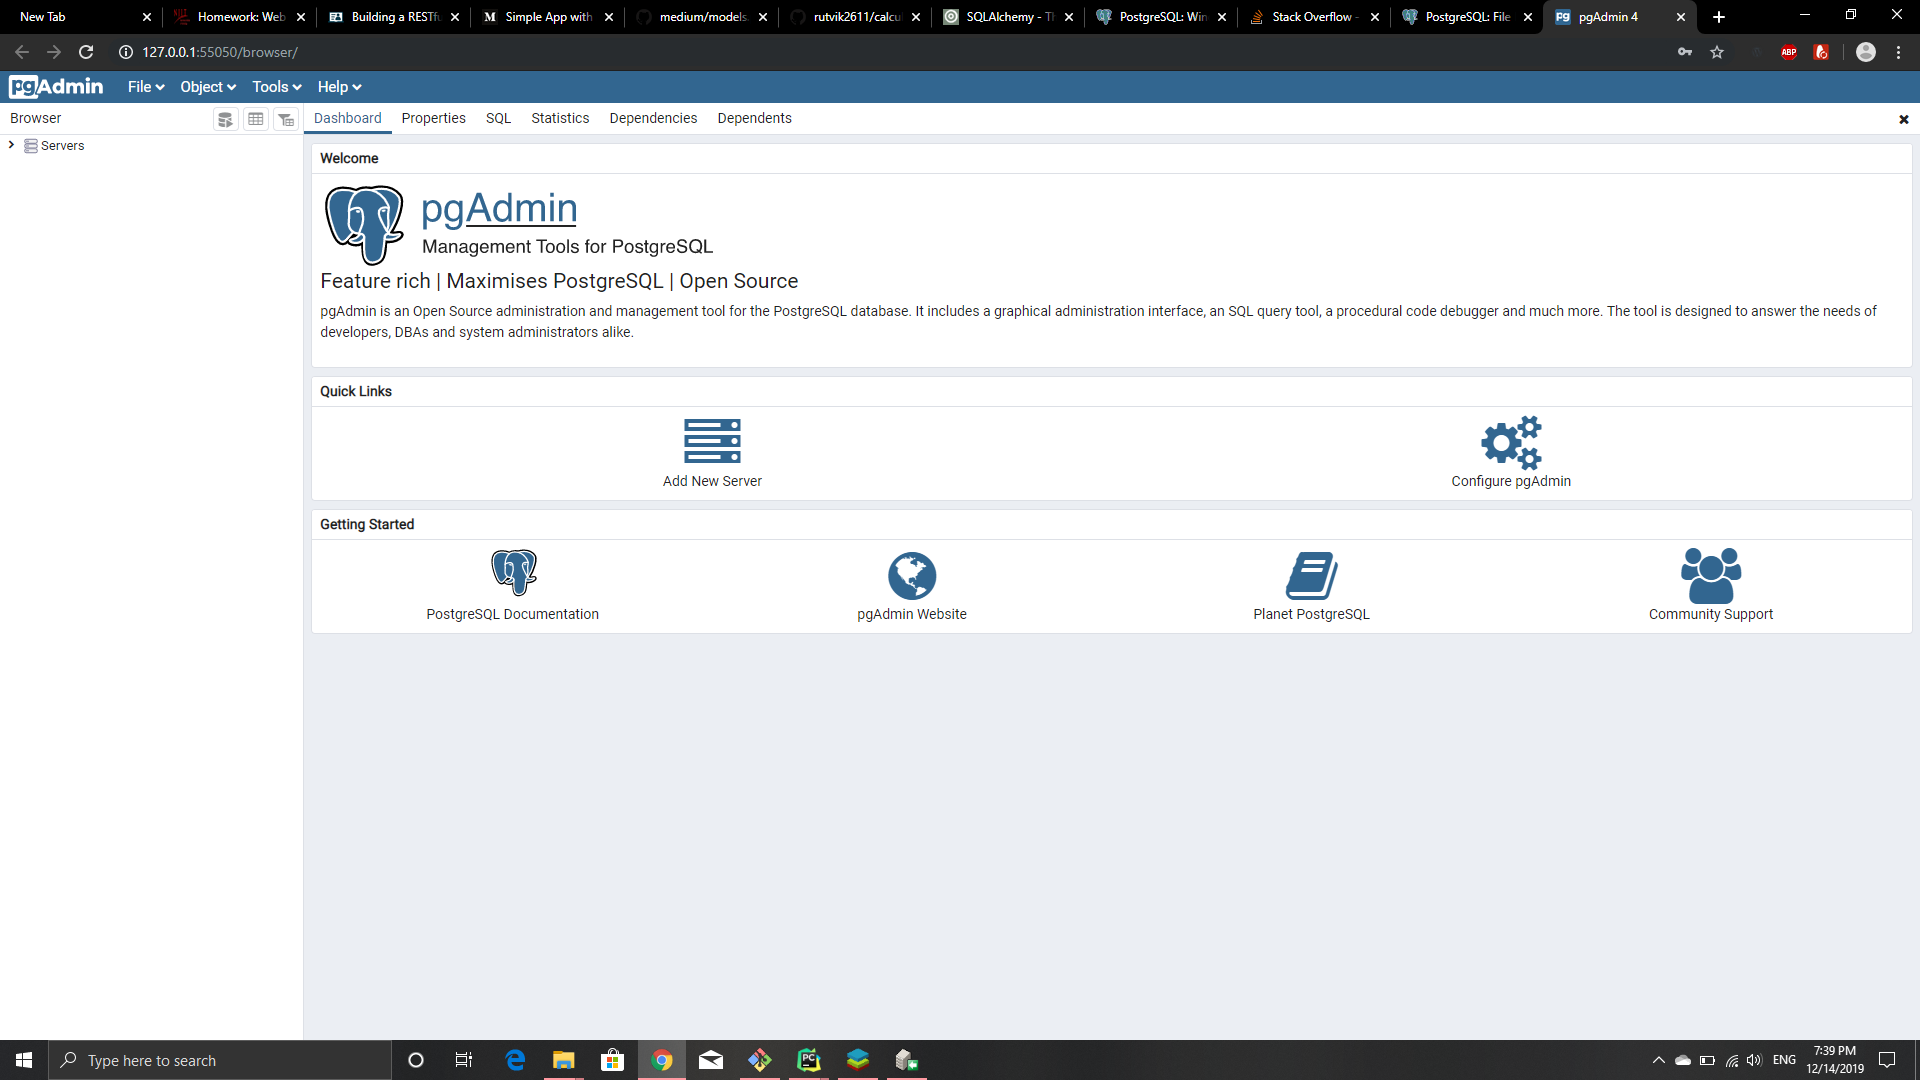 New Tab
Homework: Web
Building a RESTfu
Simple App with
medium/models.
rutvik2611/calcul
SQLAlchemy - Th
PostgreSQL: Win
Stack Overflow -
PostgreSQL: File
pgAdmin 4
127.0.0.1:55050/browser/
ABP
pgAdmin File Object Tools Help
Browser
Dashboard Properties SQL Statistics Dependencies Dependents
Servers
Welcome
pgAdmin
Management Tools for PostgreSQL
Feature rich | Maximises PostgreSQL | Open Source
pgAdmin is an Open Source administration and management tool for the PostgreSQL database. It includes a graphical administration interface, an SQL query tool, a procedural code debugger and much more. The tool is designed to answer the needs of
developers, DBAs and system administrators alike.
Quick Links
Add New Server
Configure pgAdmin
Getting Started
PostgreSQL Documentation
pgAdmin Website
Planet PostgreSQL
Community Support
Type here to search
ENG
7:39 PM
12/14/2019